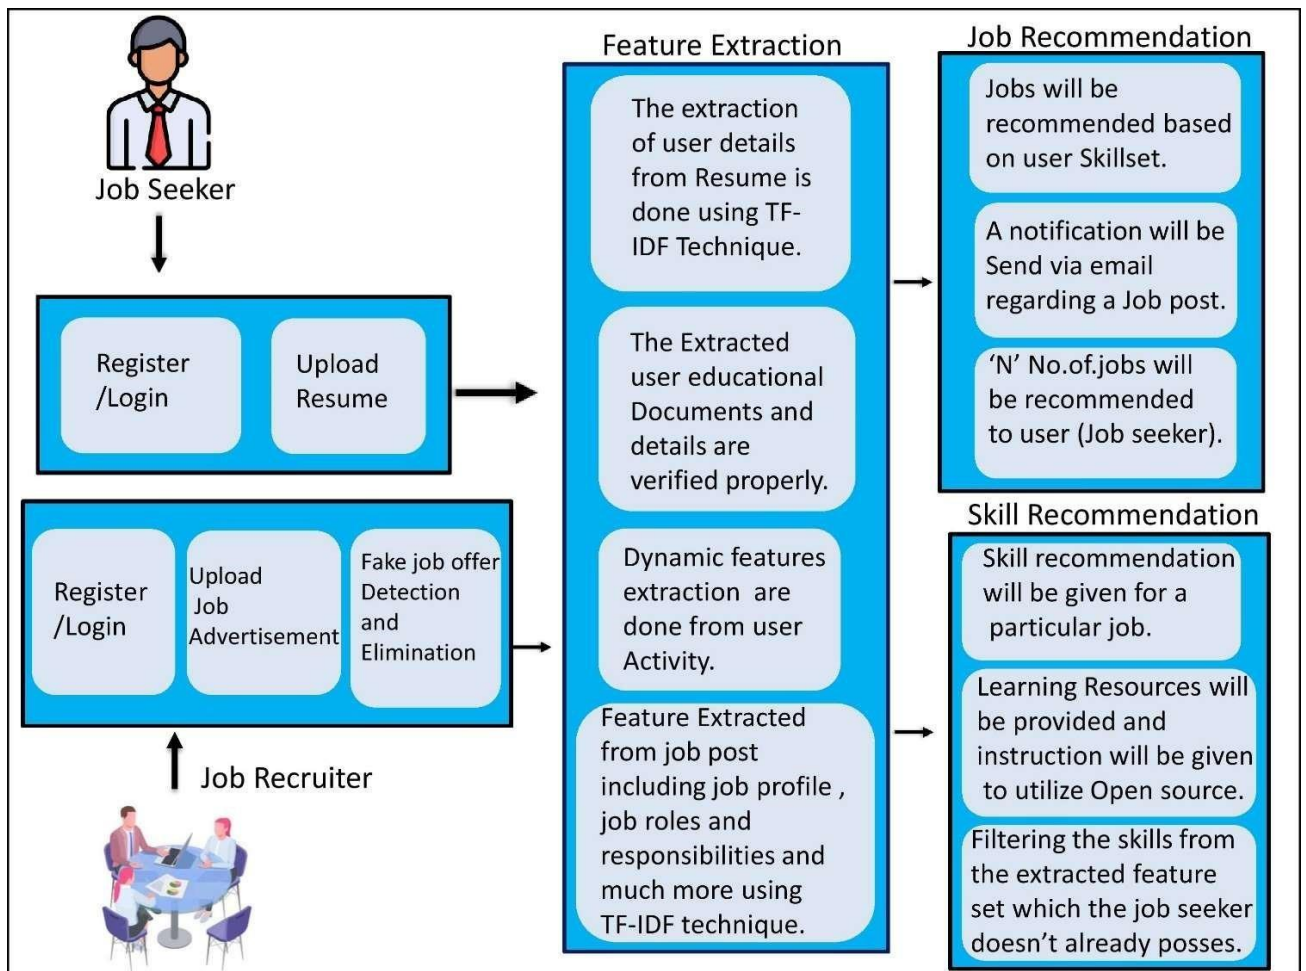 Job Seeker
Register
/Login
Upload
Resume
Register
/Login
Upload
Job
Advertisement
Fake job offer
Detection
and
Elimination
Job Recruiter
Feature Extraction
The extraction
of user details
from Resume is
done using TF-
IDF Technique.
The Extracted
user educational
Documents and
details are
verified properly.
Dynamic features
extraction are
done from user
Activity.
Feature Extracted
from job post
including job profile ,
job roles and
responsibilities and
much more using
TF-IDF technique.
Job Recommendation
Jobs will be
recommended based
on user Skillset.
A notification will be
Send via email
regarding a Job post.
‘N’ No.of.jobs will
be recommended
to user (Job seeker).
Skill Recommendation
Skill recommendation
will be given for a
particular job.
Learning Resources will
be provided and
instruction will be given
to utilize Open source.
Filtering the skills from
the extracted feature
set which the job seeker
doesn’t already posses.